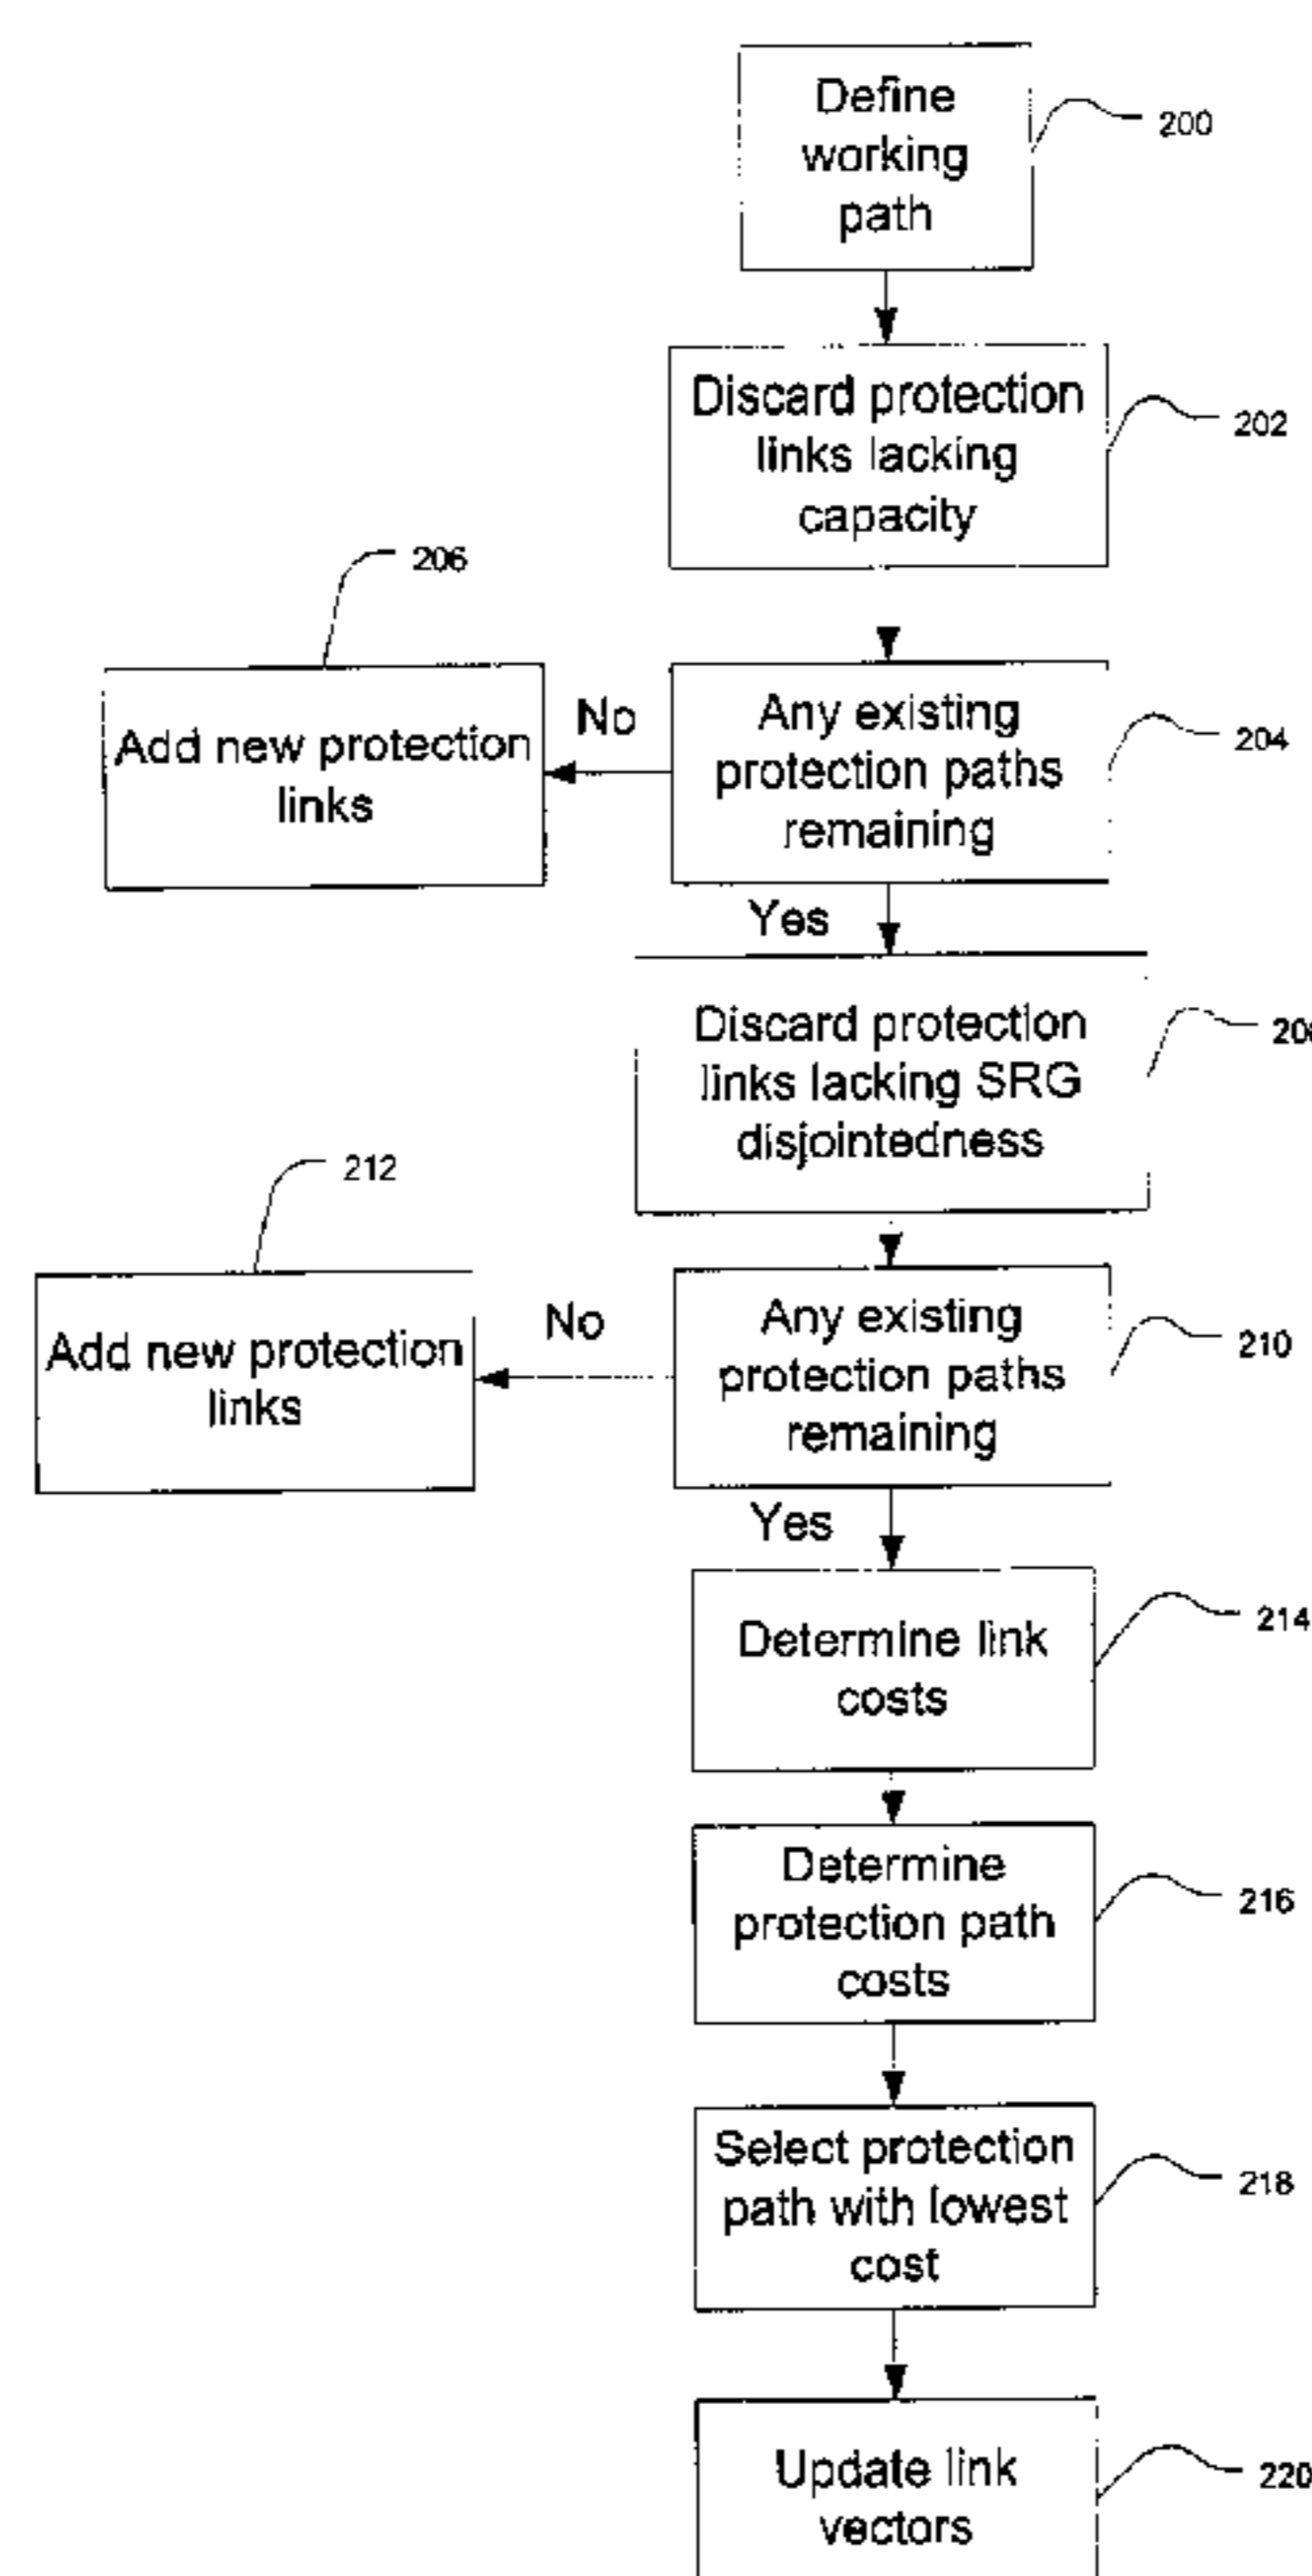 Define
working
path
200
Discard protection
links lacking
capacity
202
206
Add new protection
links
No
Any existing
protection paths
remaining
204
Yes
Discard protection
links lacking SRG
disjointedness
212
Add new protection
links
No
Any existing
protection paths
remaining
210
Yes
Determine link
costs
214
Determine
protection path
costs
216
Select protection
path with lowest
cost
218
Update link
vectors
220